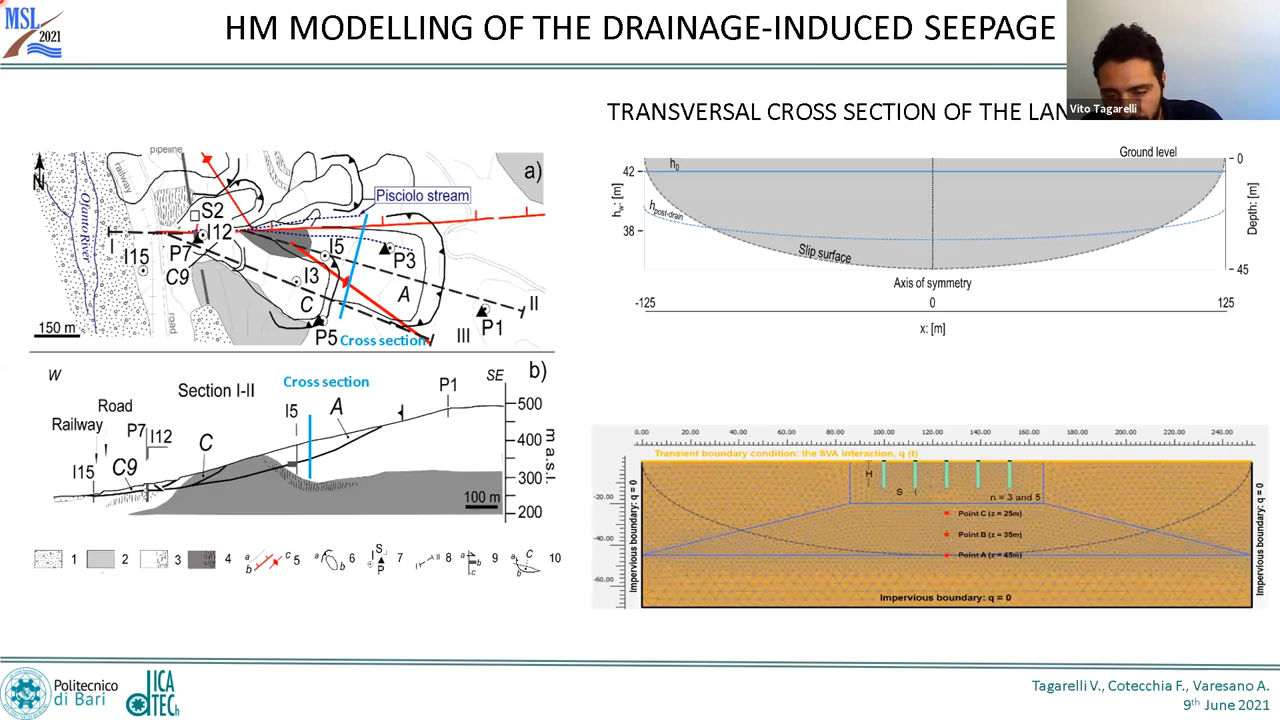 MSL
2021
HM MODELLING OF THE DRAINAGE-INDUCED SEEPAGE
Vito Tagarelli
TRANSVERSAL CROSS SECTION OF THE LAN
pipeline
a)
N
railway
Ofanto River
S2
Pisciolo stream
I
I12
I15
P7
C9
I5
P3
I3
C
A
II
P1
III
P5
Cross section
150 m
road
Ground level
h0
0
42
hw: [m]
hpost-drain
38
Slip surface
Depth: [m]
45
Axis of symmetry
-125
0
125
x: [m]
W
Section I-II
Cross section
P1
SE
b)
500
Road
Railway
P7
I12
I5
A
400
C
I15
C9
300
m a.s.l.
100 m
200
1
2
3
4
a
b
c
5
a
b
6
I
S
P
7
8
a
b
c
9
a
C
b
10
0.00
20.00
40.00
60.00
80.00
100.00
120.00
140.00
160.00
180.00
200.00
220.00
240.00
Transient boundary condition: the SVA interaction, q (t)
H
S
n = 3 and 5
-20.00
Point C (z = 25m)
-40.00
Point B (z = 35m)
Point A (z = 45m)
-60.00
Impervious boundary: q = 0
Impervious boundary: q = 0
Impervious boundary: q = 0
Politecnico
di Bari
dICA
TECh
Tagarelli V., Cotecchia F., Varesano A.
9th June 2021